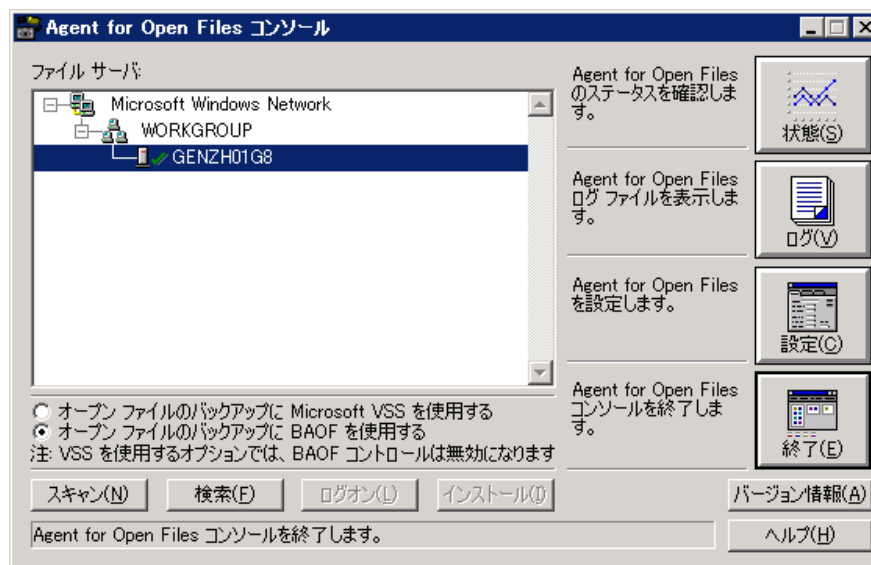 Agent for Open Files コンソール
ファイル サーバ:
Microsoft Windows Network
WORKGROUP
GENZH01G8
Agent for Open Files
のステータスを確認しま
す。
状態(S)
Agent for Open Files
ログ ファイルを表示しま
す。
ログ(V)
Agent for Open Files
を設定します。
設定(C)
Agent for Open Files
コンソールを終了しま
す。
終了(E)
オープン ファイルのバックアップに Microsoft VSS を使用する
オープン ファイルのバックアップに BAOF を使用する
注: VSS を使用するオプションでは、BAOF コントロールは無効になります
スキャン(N)
検索(F)
ログオン(L)
インストール(I)
バージョン情報(A)
Agent for Open Files コンソールを終了します。
ヘルプ(H)